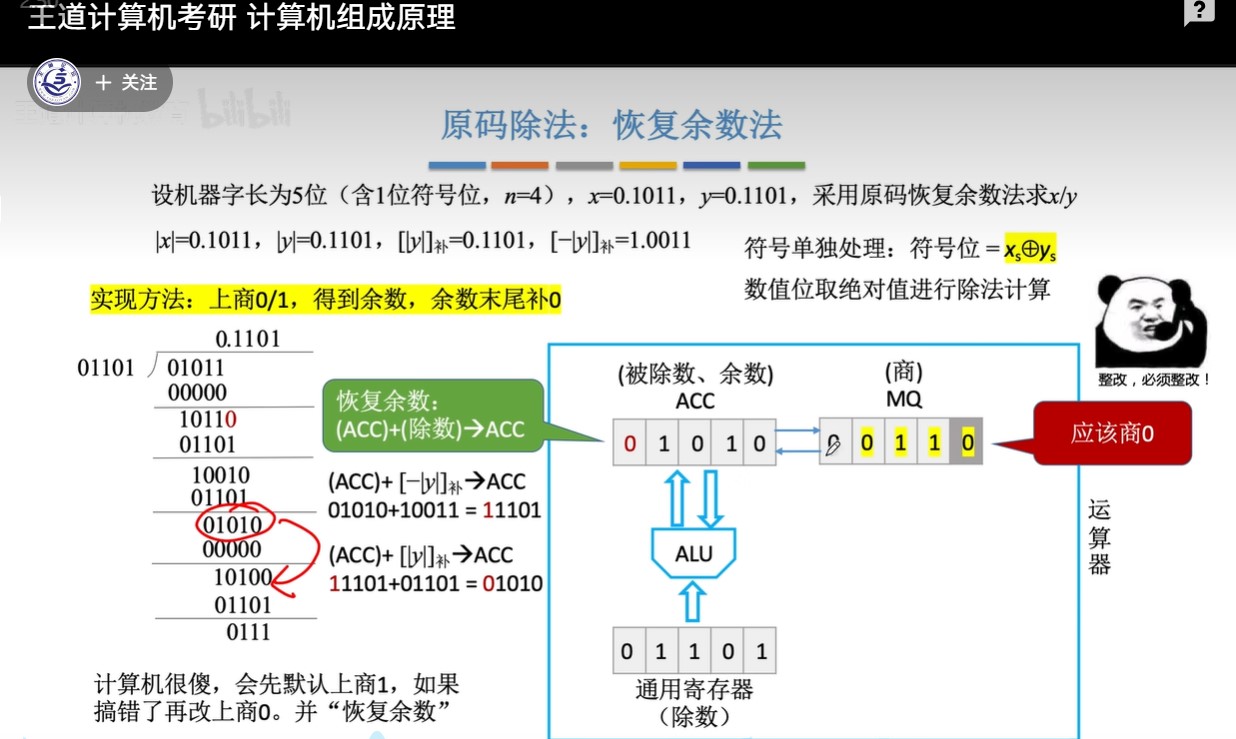 王道计算机考研 计算机组成原理
?
+ 关注
bilibili
原码除法：恢复余数法
设机器字长为5位（含1位符号位，n=4），x=0.1011，y=0.1101，采用原码恢复余数法求x/y
|x|=0.1011，|y|=0.1101，[|y|]补=0.1101，[−|y|]补=1.0011
符号单独处理：符号位 = xs⊕ys
数值位取绝对值进行除法计算
实现方法：上商0/1，得到余数，余数末尾补0
0.1101
01101
01011
00000
10110
01101
10010
01101
01010
00000
10100
01101
0111
恢复余数：
(ACC)+(除数)→ACC
(ACC)+ [−|y|]补→ACC
01010+10011 = 11101
(ACC)+ [|y|]补→ACC
11101+01101 = 01010
计算机很傻，会先默认上商1，如果
搞错了再改上商0。并“恢复余数”
(被除数、余数)
ACC
0 1 0 1 0
(商)
MQ
0 0 1 1 0
应该商0
ALU
0 1 1 0 1
通用寄存器
（除数）
运
算
器
整改，必须整改！